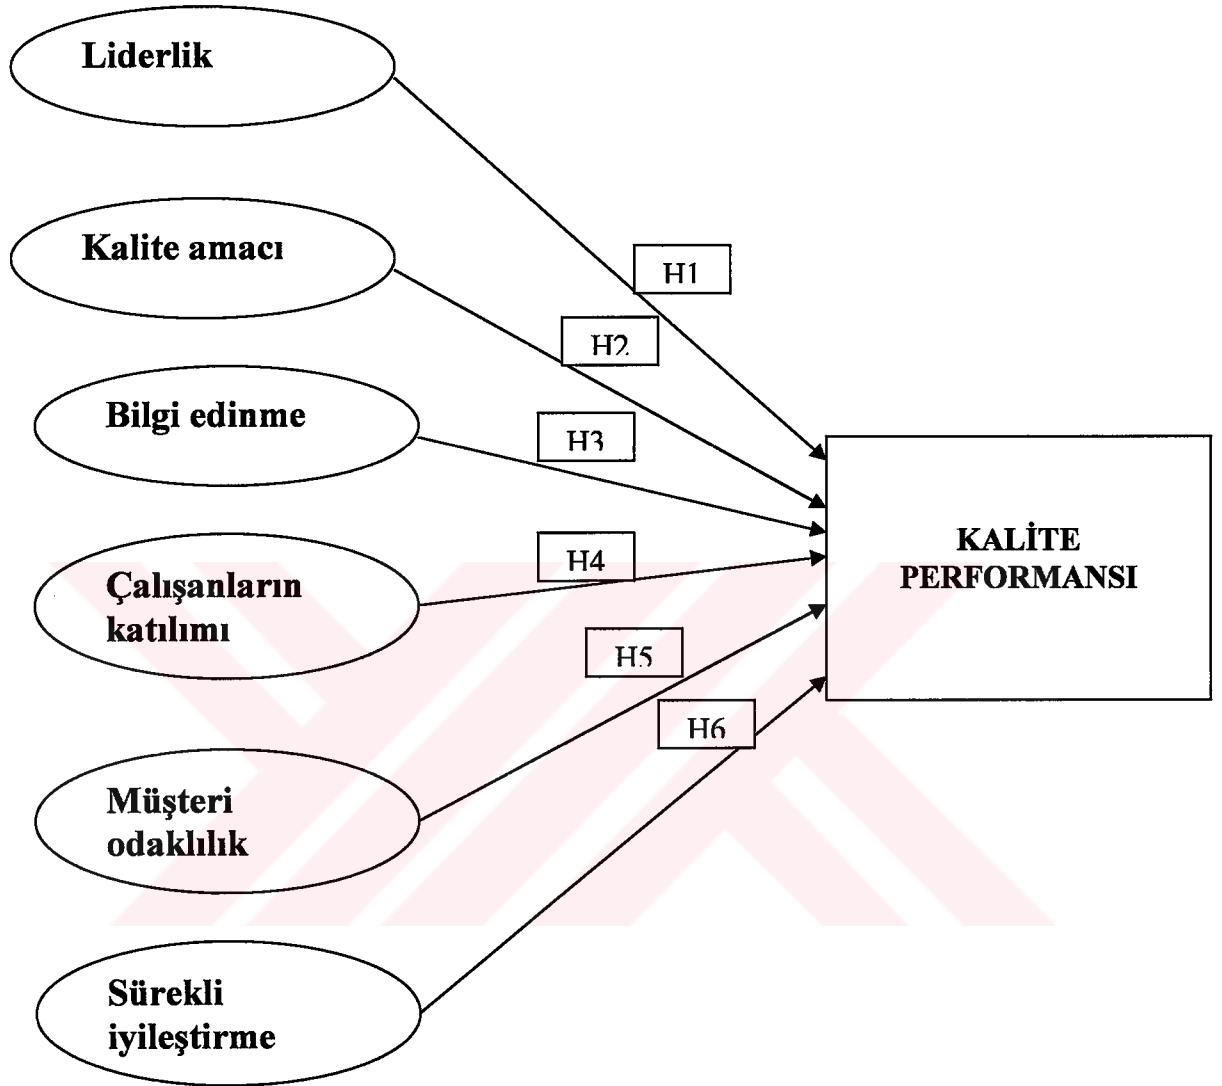 Liderlik
Kalite amacı
H1
H2
Bilgi edinme
H3
KALİTE
PERFORMANSI
H4
Çalışanların
katılımı
H5
H6
Müşteri
odaklılık
Sürekli
iyileştirme